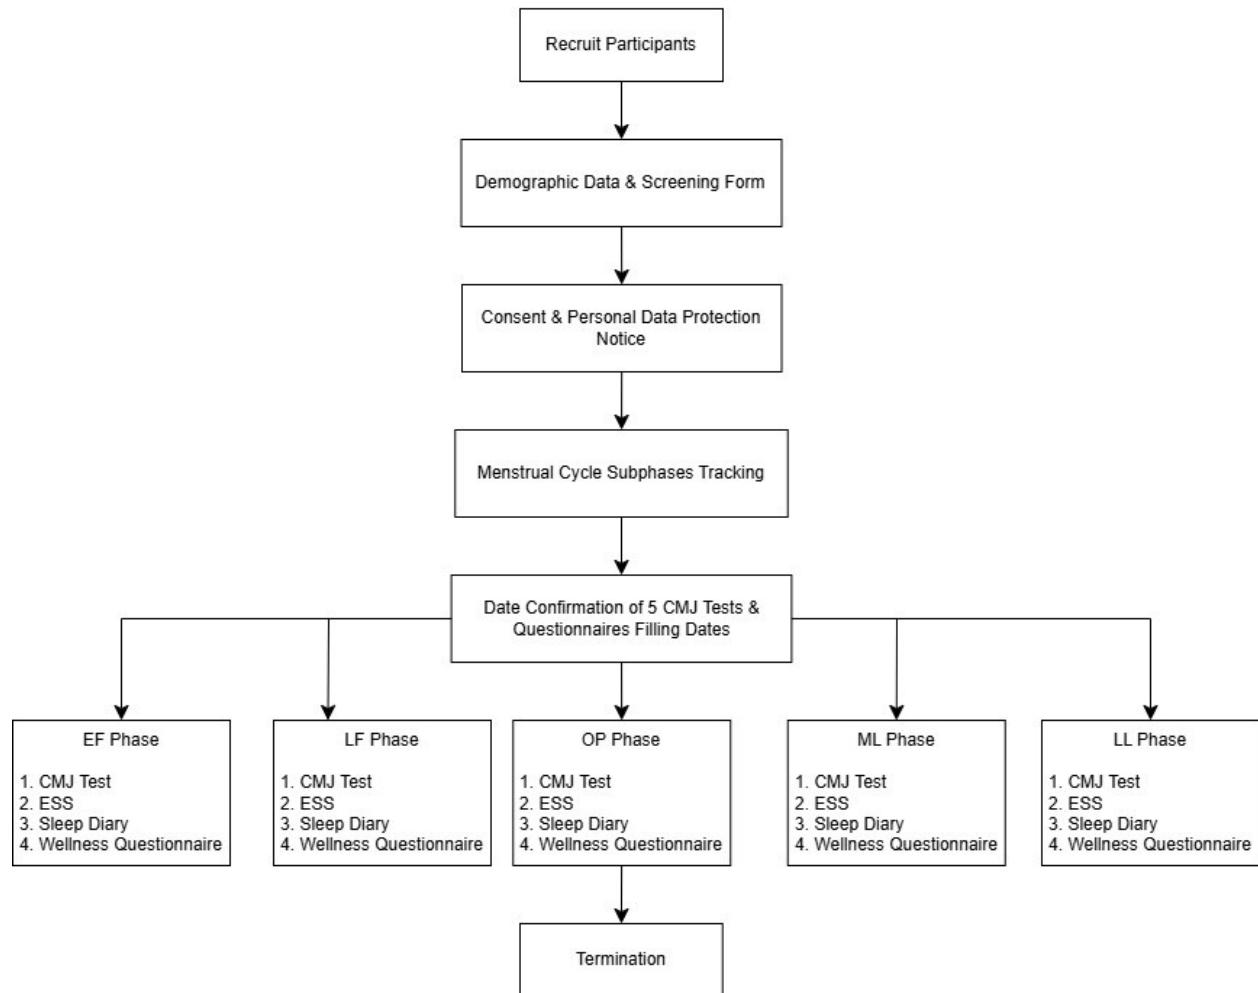 Recruit Participants
Demographic Data & Screening Form
Consent & Personal Data Protection
Notice
Menstrual Cycle Subphases Tracking
Date Confirmation of 5 CMJ Tests &
Questionnaires Filling Dates
EF Phase
1. CMJ Test
2. ESS
3. Sleep Diary
4. Wellness Questionnaire
LF Phase
1. CMJ Test
2. ESS
3. Sleep Diary
4. Wellness Questionnaire
OP Phase
1. CMJ Test
2. ESS
3. Sleep Diary
4. Wellness Questionnaire
ML Phase
1. CMJ Test
2. ESS
3. Sleep Diary
4. Wellness Questionnaire
LL Phase
1. CMJ Test
2. ESS
3. Sleep Diary
4. Wellness Questionnaire
Termination